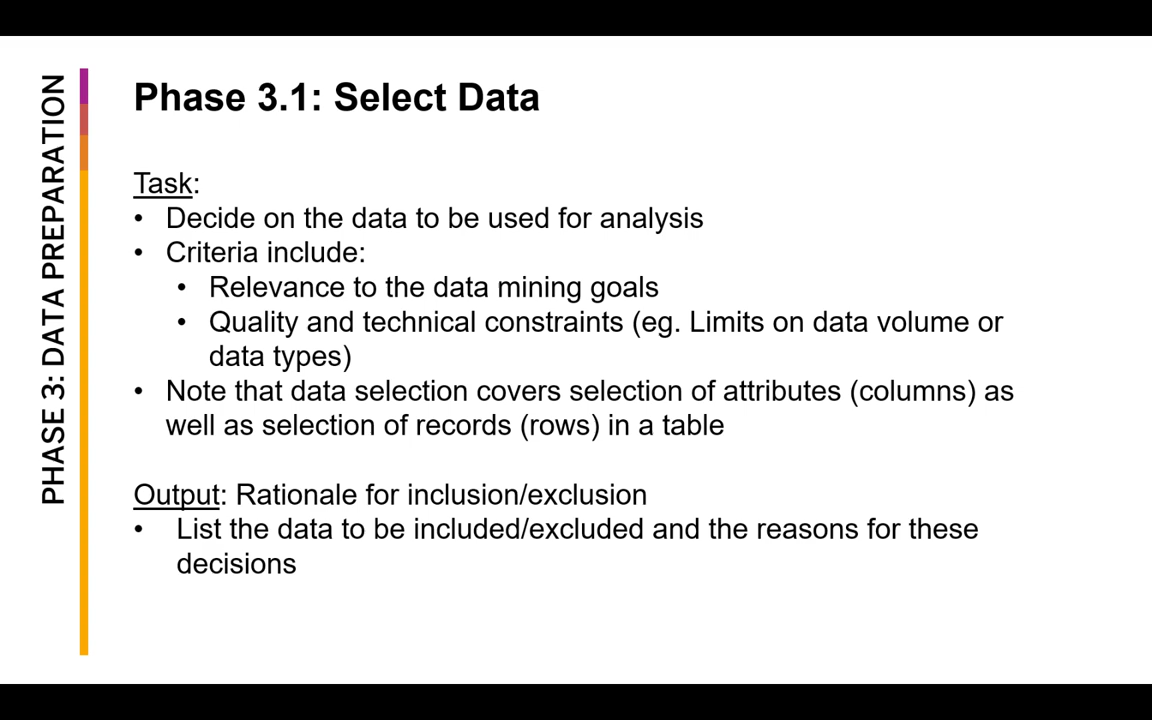 PHASE 3: DATA PREPARATION
Phase 3.1: Select Data
Task:
• Decide on the data to be used for analysis
• Criteria include:
• Relevance to the data mining goals
• Quality and technical constraints (eg. Limits on data volume or
data types)
• Note that data selection covers selection of attributes (columns) as
well as selection of records (rows) in a table
Output: Rationale for inclusion/exclusion
• List the data to be included/excluded and the reasons for these
decisions